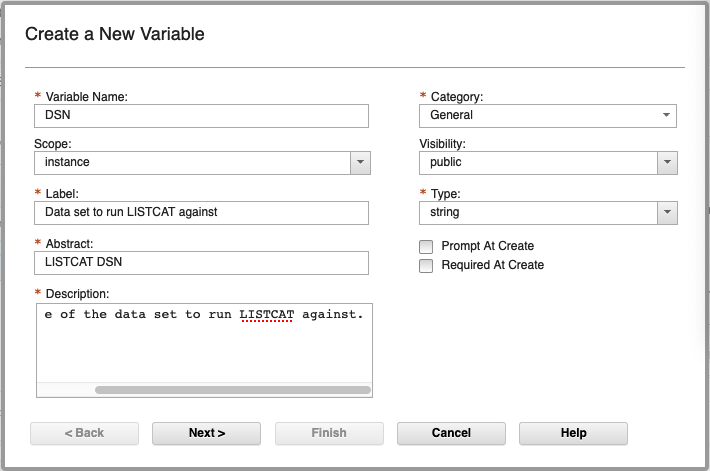 Create a New Variable
* Variable Name:
DSN
* Category:
General
Scope:
instance
Visibility:
public
* Label:
Data set to run LISTCAT against
* Type:
string
* Abstract:
LISTCAT DSN
Prompt At Create
Required At Create
* Description:
e of the data set to run LISTCAT against.
< Back
Next >
Finish
Cancel
Help